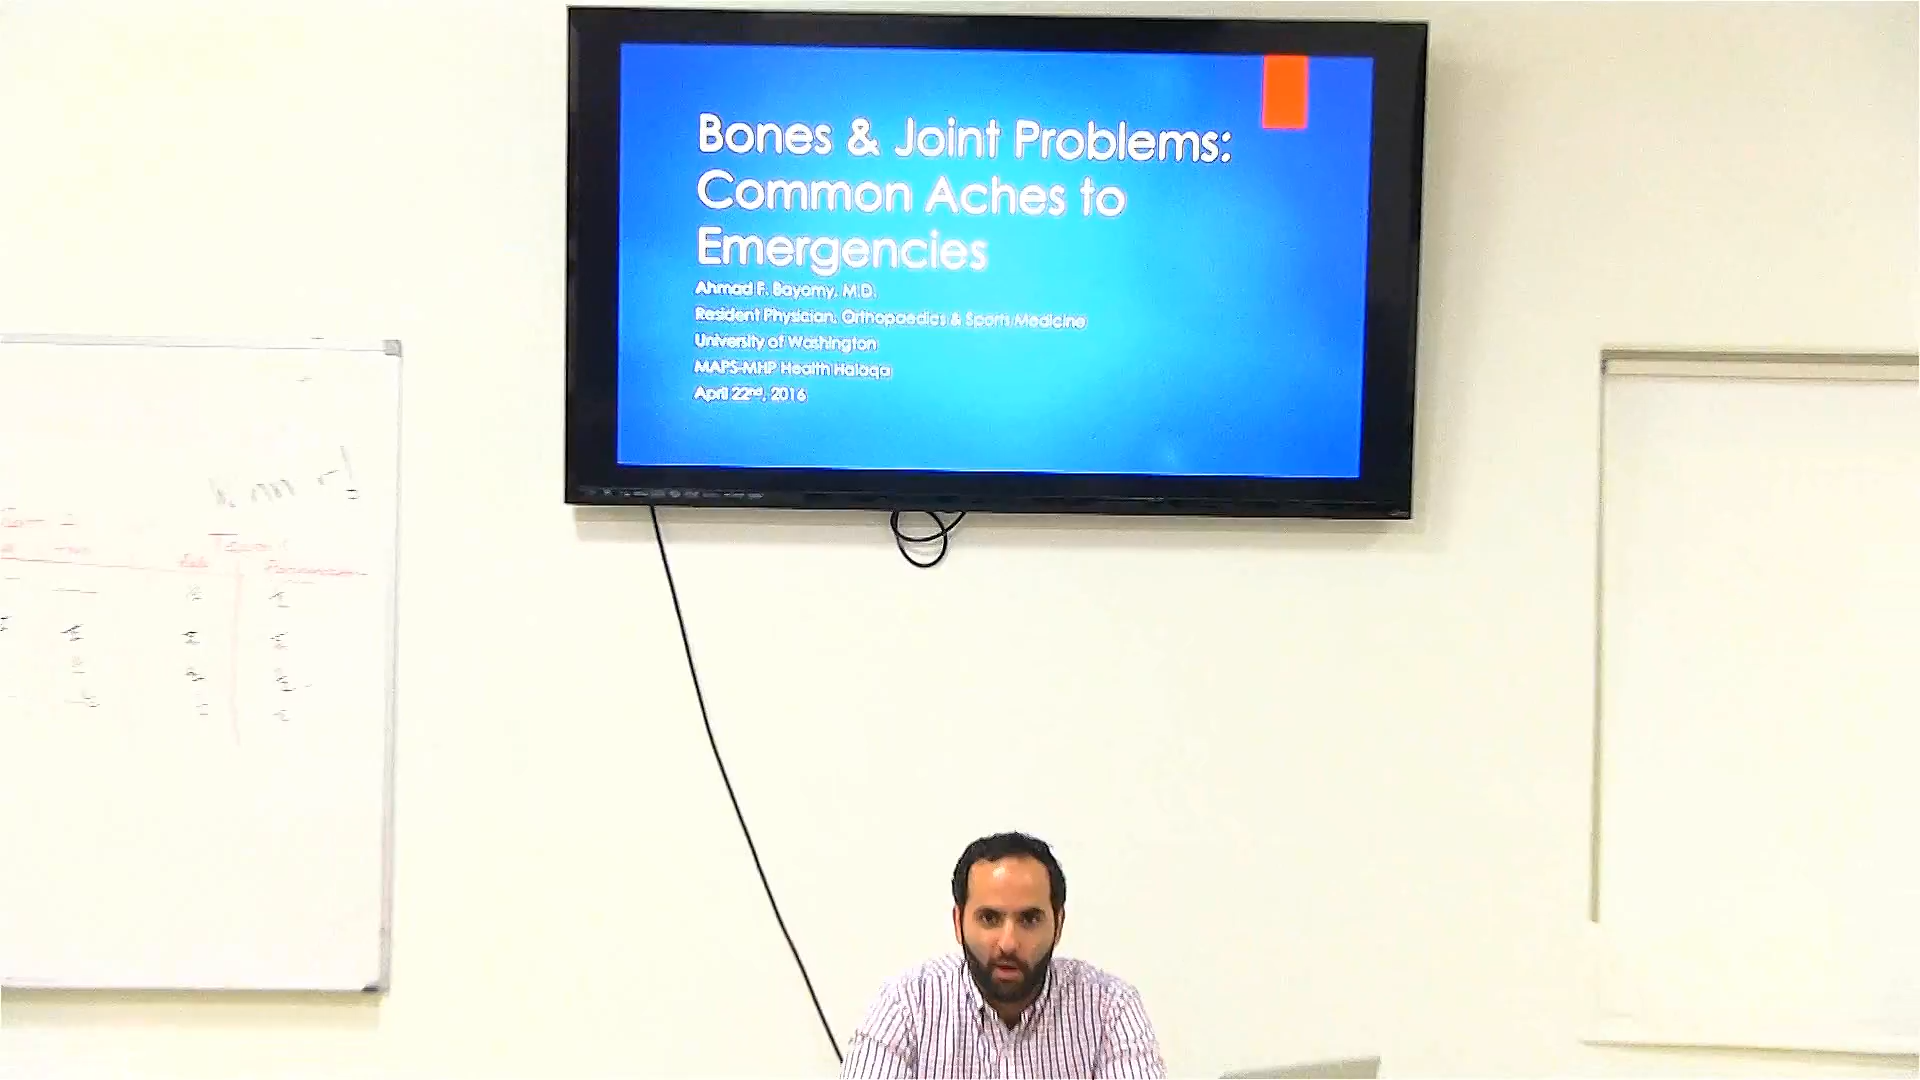 Bones & Joint Problems:
Common Aches to
Emergencies
Ahmad F. Bayomy, M.D.
Resident Physician, Orthopaedics & Sports Medicine
University of Washington
MAPS-MHP Health Halaqa
April 22nd, 2016